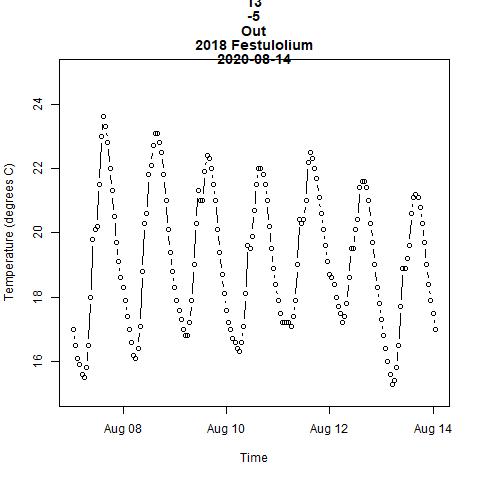 13
-5
Out
2018 Festulolium
2020-08-14
Temperature (degrees C)
24
22
20
18
16
Aug 08
Aug 10
Aug 12
Aug 14
Time